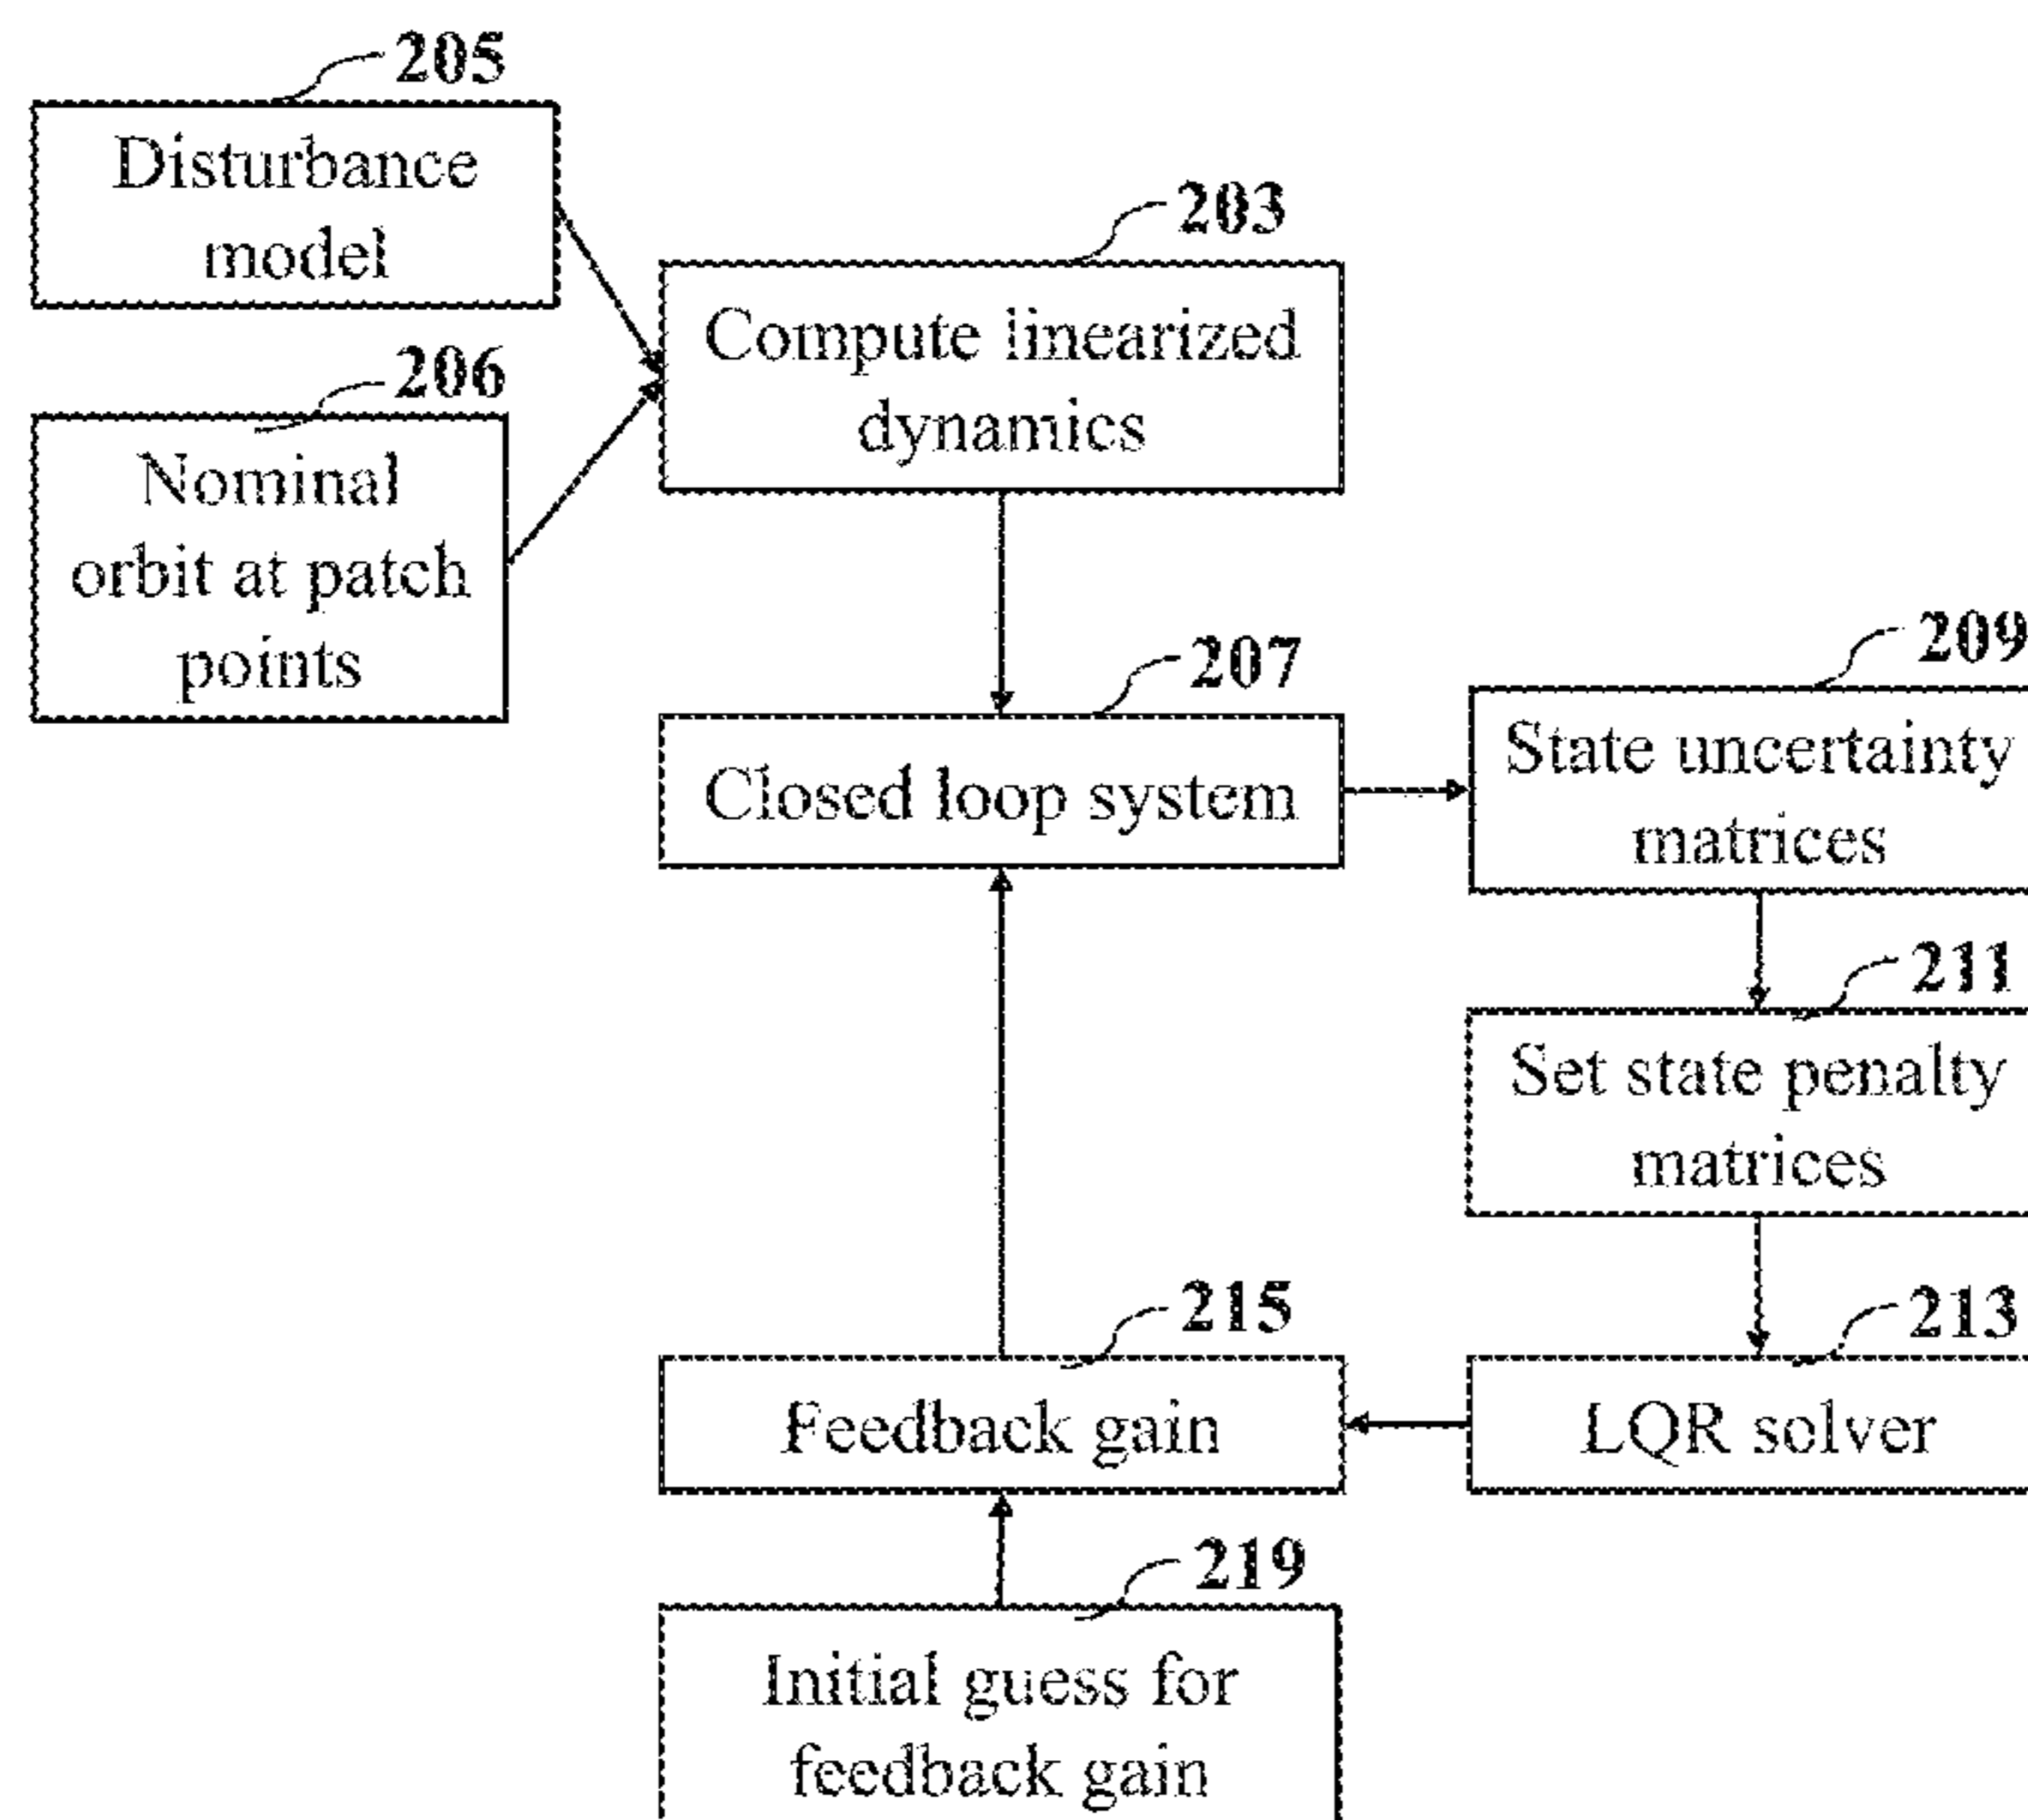 205
Disturbance
model
203
Compute linearized
dynamics
206
Nominal
orbit at patch
points
207
Closed loop system
209
State uncertainty
matrices
211
Set state penalty
matrices
213
LQR solver
215
Feedback gain
219
Initial guess for
feedback gain